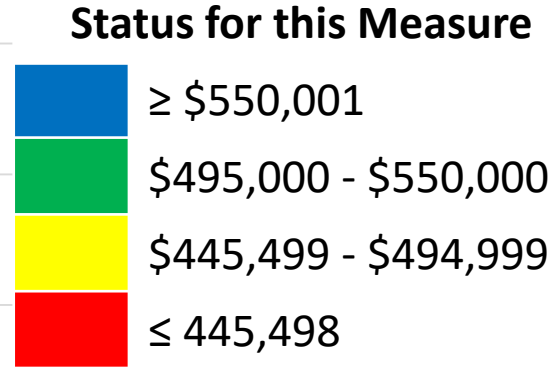 Status for this Measure
≥ $550,001
$495,000 - $550,000
$445,499 - $494,999
≤ 445,498